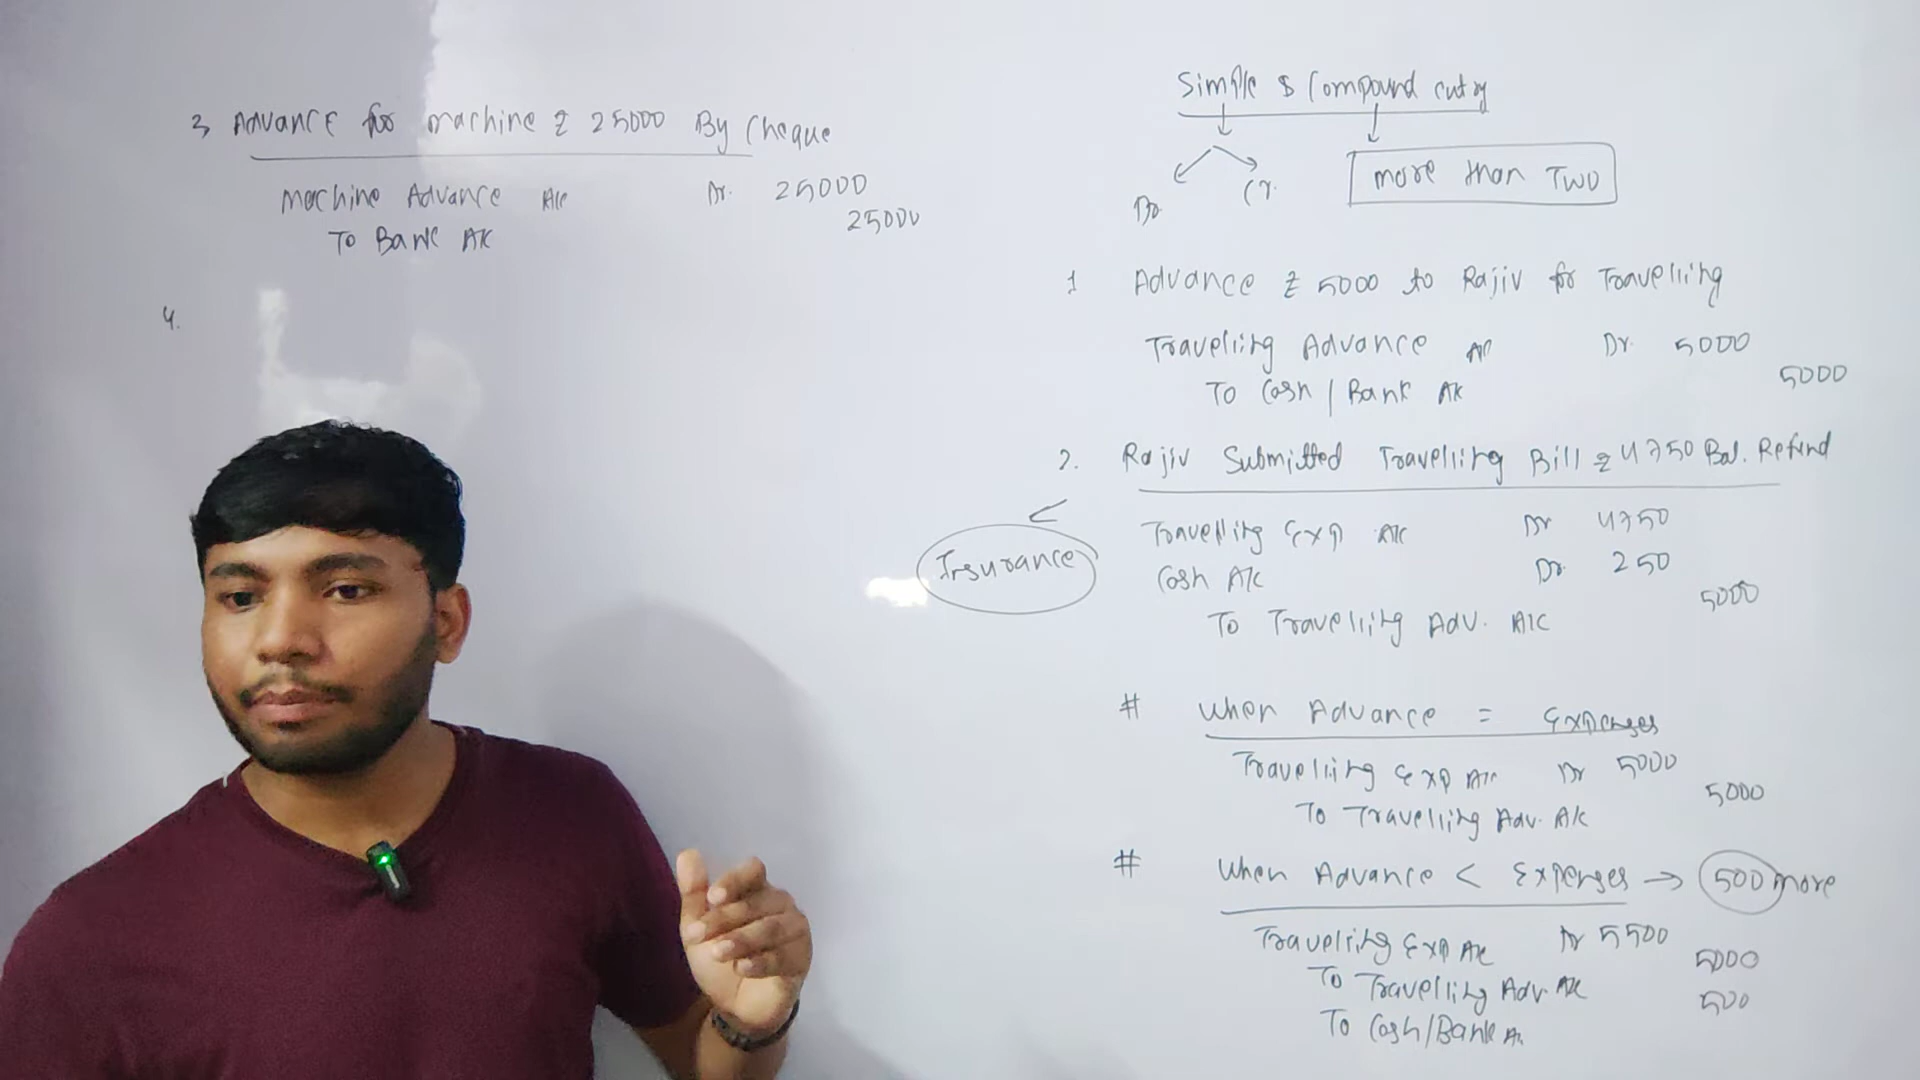 3 Advance for machine ₹ 25000 By Cheque
Machine Advance A/c Dr. 25000
25000
To Bank A/c
4.
Simple & Compound entry
Dr. Cr.
more than Two
1 Advance ₹ 5000 to Rajiv for Travelling
Travelling Advance A/c Dr. 5000
5000
To Cash / Bank A/c
2. Rajiv Submitted Travelling Bill ₹ 4750 Bal. Refund
<
Insurance
Travelling Exp A/c Dr 4750
Cash A/c Dr. 250
5000
To Travelling Adv. A/c
# When Advance = Expenses
Travelling Exp A/c Dr 5000
5000
To Travelling Adv. A/c
# When Advance < Expenses → 500 more
Travelling Exp A/c Dr 5500
5000
To Travelling Adv. A/c
500
To Cash/Bank A/c